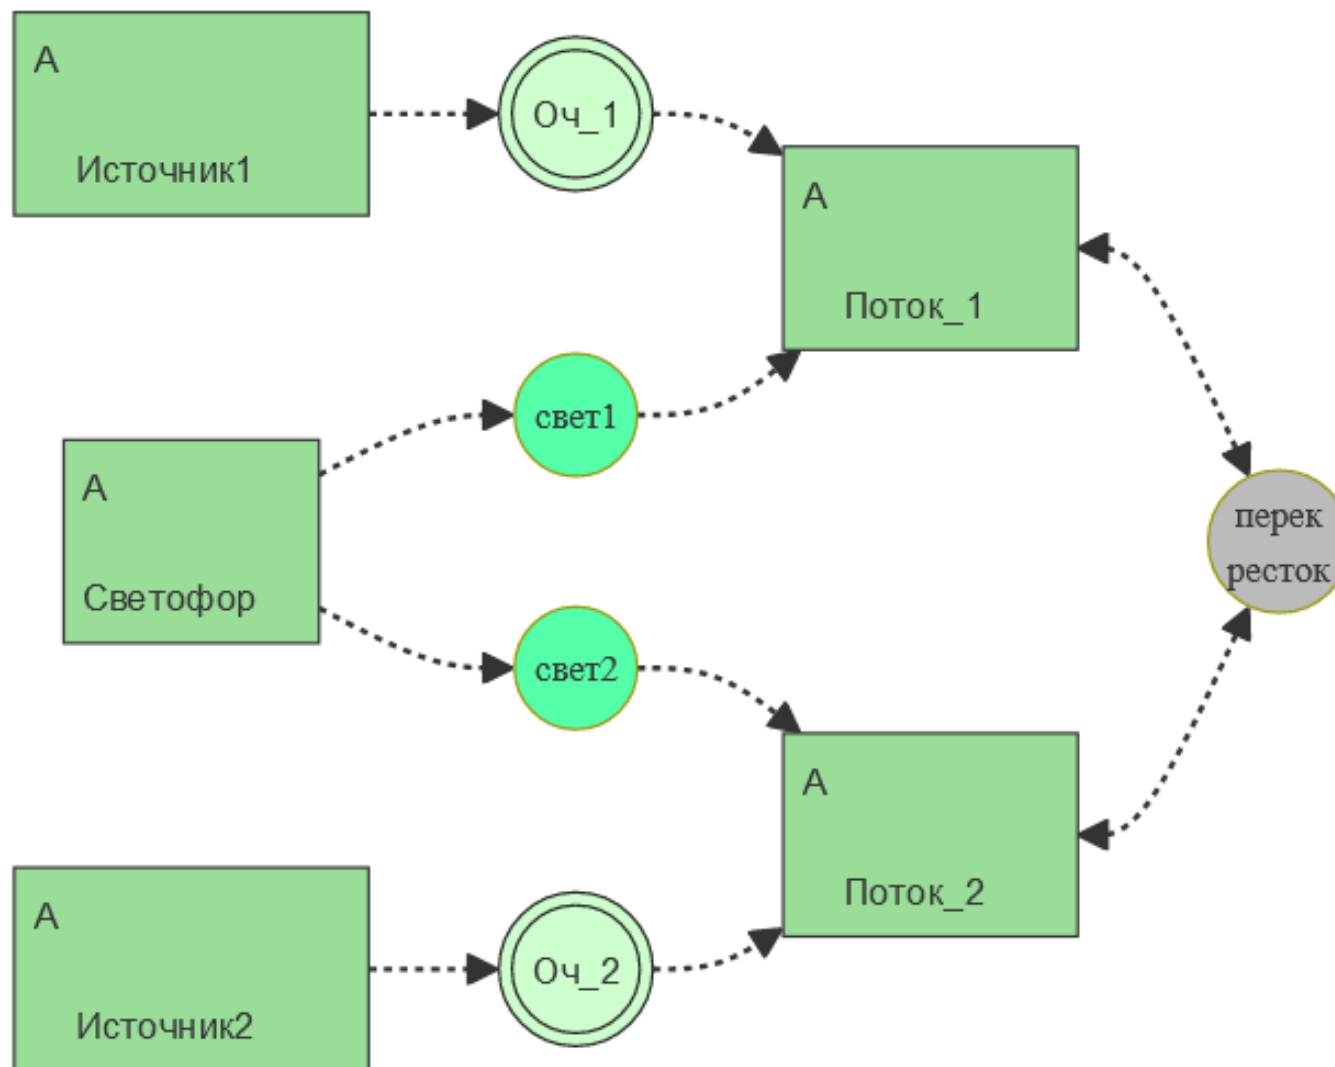 А
Источник1
Оч_1
А
Поток_1
свет1
А
Светофор
перек
ресток
свет2
А
Поток_2
А
Источник2
Оч_2